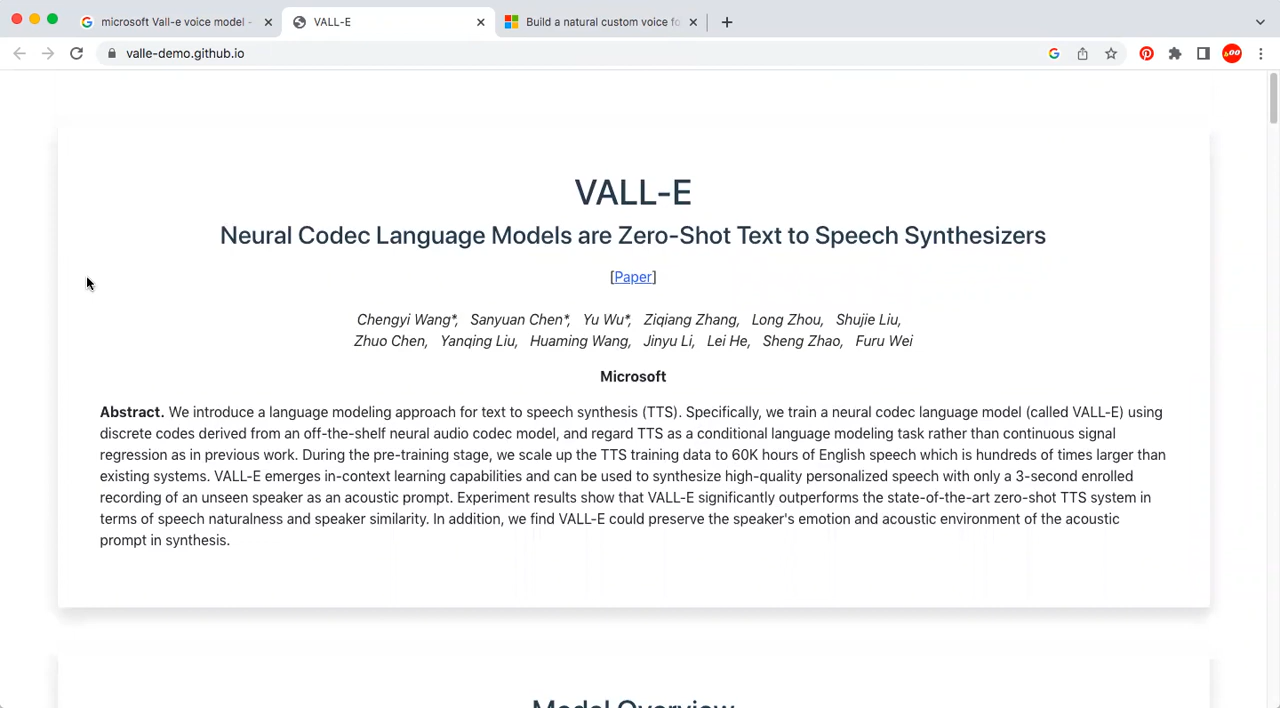 microsoft Vall-e voice model -
VALL-E
Build a natural custom voice fo
valle-demo.github.io
VALL-E
Neural Codec Language Models are Zero-Shot Text to Speech Synthesizers
[Paper]
Chengyi Wang*, Sanyuan Chen*, Yu Wu*, Ziqiang Zhang, Long Zhou, Shujie Liu,
Zhuo Chen, Yanqing Liu, Huaming Wang, Jinyu Li, Lei He, Sheng Zhao, Furu Wei
Microsoft
Abstract. We introduce a language modeling approach for text to speech synthesis (TTS). Specifically, we train a neural codec language model (called VALL-E) using
discrete codes derived from an off-the-shelf neural audio codec model, and regard TTS as a conditional language modeling task rather than continuous signal
regression as in previous work. During the pre-training stage, we scale up the TTS training data to 60K hours of English speech which is hundreds of times larger than
existing systems. VALL-E emerges in-context learning capabilities and can be used to synthesize high-quality personalized speech with only a 3-second enrolled
recording of an unseen speaker as an acoustic prompt. Experiment results show that VALL-E significantly outperforms the state-of-the-art zero-shot TTS system in
terms of speech naturalness and speaker similarity. In addition, we find VALL-E could preserve the speaker's emotion and acoustic environment of the acoustic
prompt in synthesis.
Model Overview